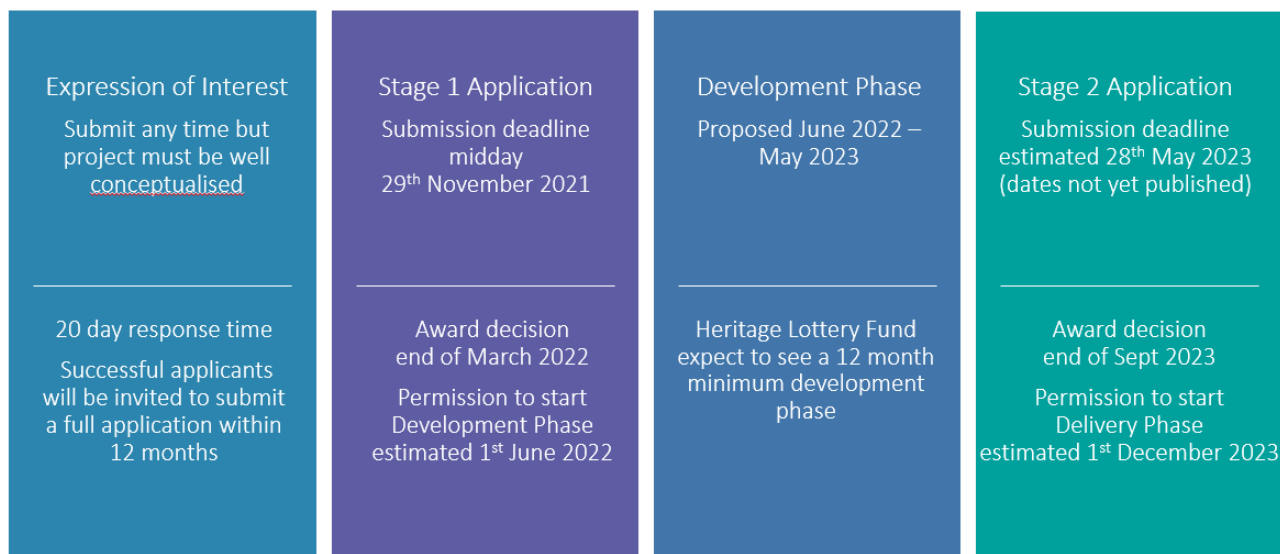 Expression of Interest
Submit any time but
project must be well
conceptualised
20 day response time
Successful applicants
will be invited to submit
a full application within
12 months
Stage 1 Application
Submission deadline
midday
29th November 2021
Award decision
end of March 2022
Permission to start
Development Phase
estimated 1st June 2022
Development Phase
Proposed June 2022 –
May 2023
Heritage Lottery Fund
expect to see a 12 month
minimum development
phase
Stage 2 Application
Submission deadline
estimated 28th May 2023
(dates not yet published)
Award decision
end of Sept 2023
Permission to start
Delivery Phase
estimated 1st December 2023